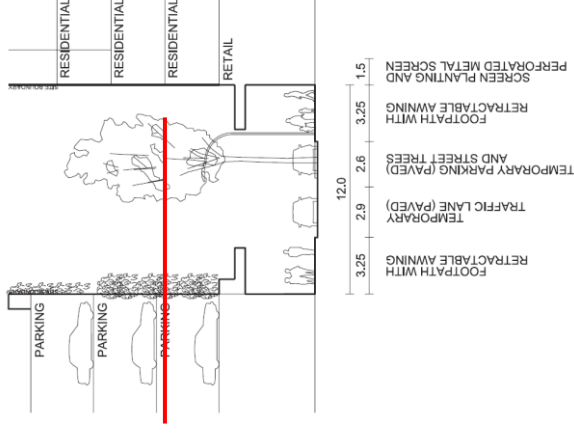 RESIDENTIAL
RESIDENTIAL
RESIDENTIAL
RETAIL
SITE BOUNDARY
1.5
SCREEN PLANTING AND
PERFORATED METAL SCREEN
3.25
FOOTPATH WITH
RETRACTABLE AWNING
2.6
TEMPORARY PARKING (PAVED)
AND STREET TREES
12.0
2.9
TEMPORARY
TRAFFIC LANE (PAVED)
3.25
FOOTPATH WITH
RETRACTABLE AWNING
PARKING
PARKING
PARKING